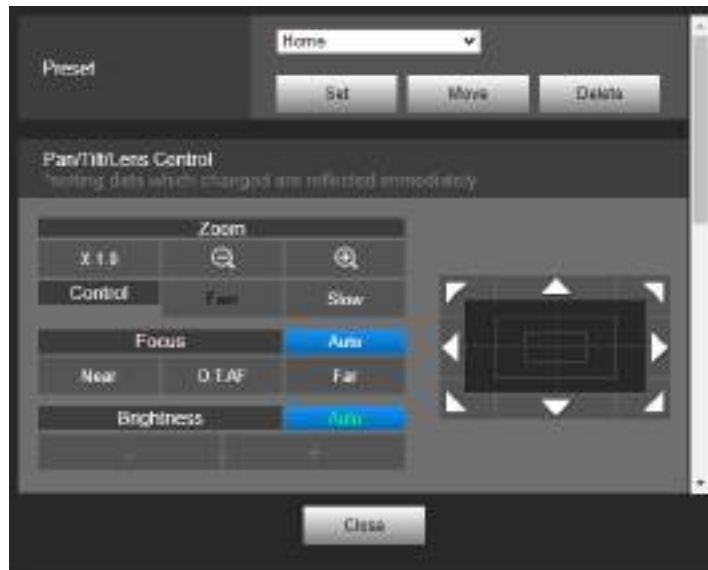 Home
Preset
Set Move Delete
Pan/Tilt/Lens Control
*setting data which changed are reflected immediately
Zoom
X 1.0
Control Fast Slow
Focus Auto
Near O.T.AF Far
Brightness Auto
- +
Close